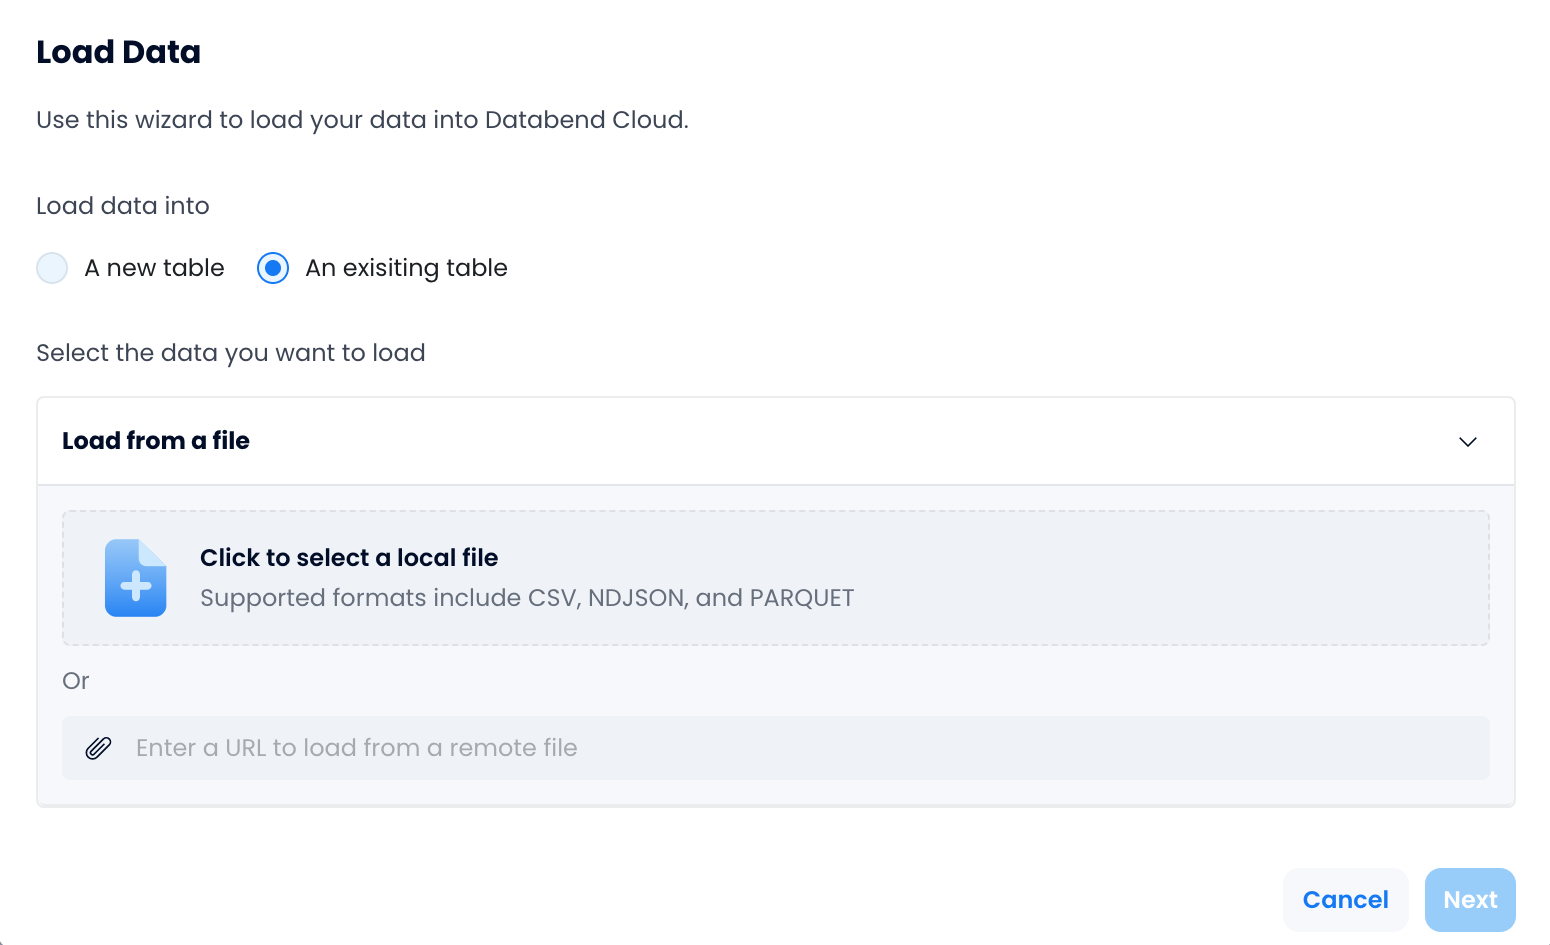 Load Data
Use this wizard to load your data into Databend Cloud.
Load data into
A new table An exisiting table
Select the data you want to load
Load from a file
Click to select a local file
Supported formats include CSV, NDJSON, and PARQUET
Or
Enter a URL to load from a remote file
Cancel Next